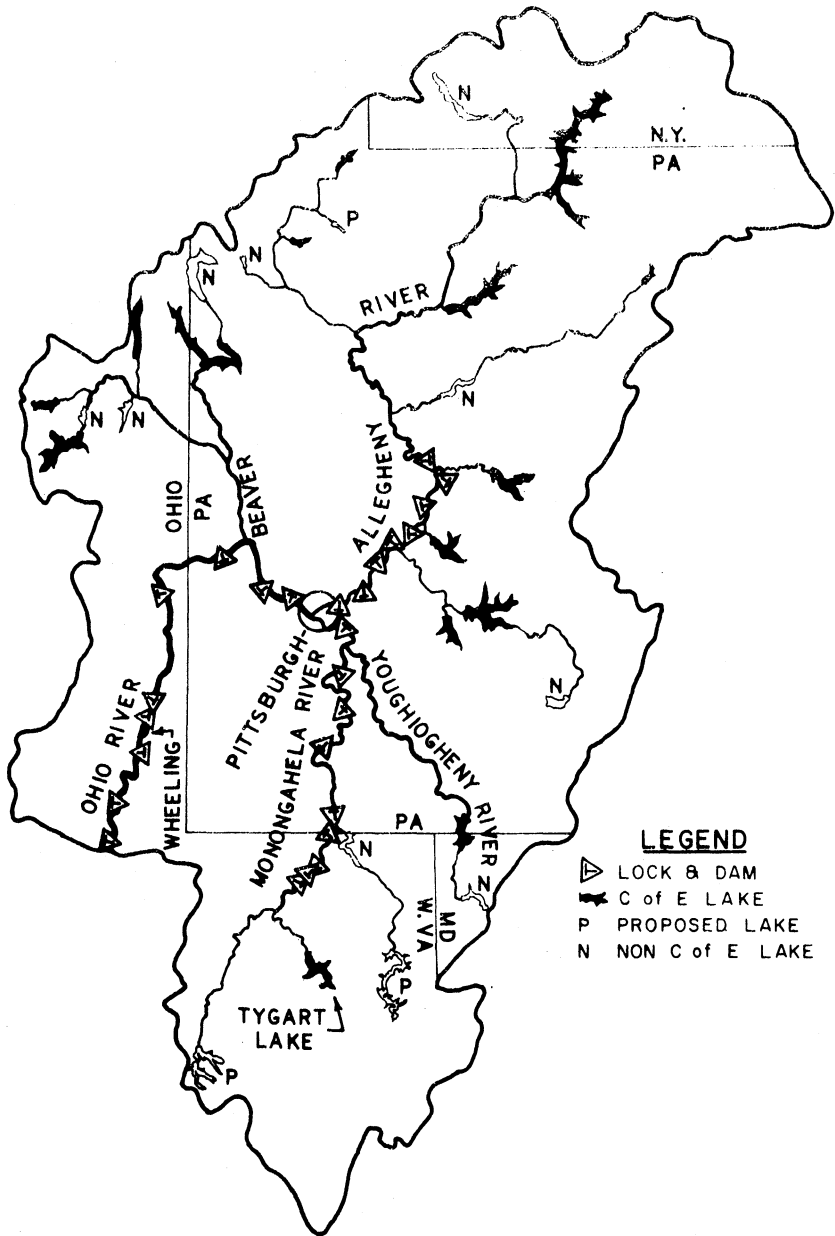 N
N.Y.
PA
P
N
N
RIVER
N
N
N
ALLEGHENY
BEAVER
OHIO
PA
PITTSBURGH-
MONONGAHELA RIVER
YOUGHIOGHENY RIVER
N
OHIO RIVER
WHEELING
PA
N
N
MD
W.VA
P
TYGART
LAKE
P
LEGEND
LOCK & DAM
C of E LAKE
P PROPOSED LAKE
N NON C of E LAKE